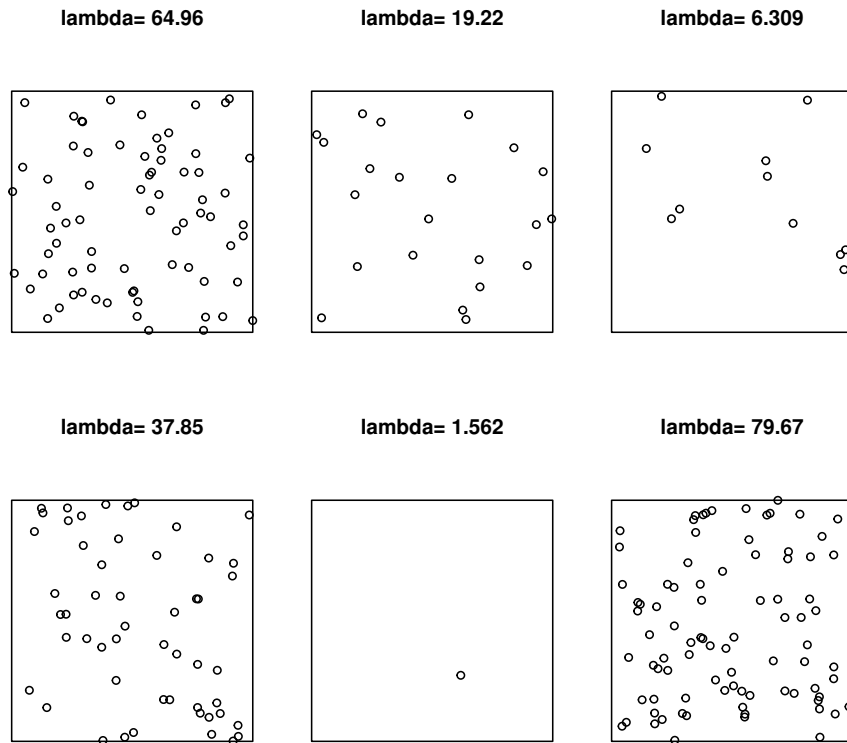 lambda= 64.96
lambda= 19.22
lambda= 6.309
lambda= 37.85
lambda= 1.562
lambda= 79.67